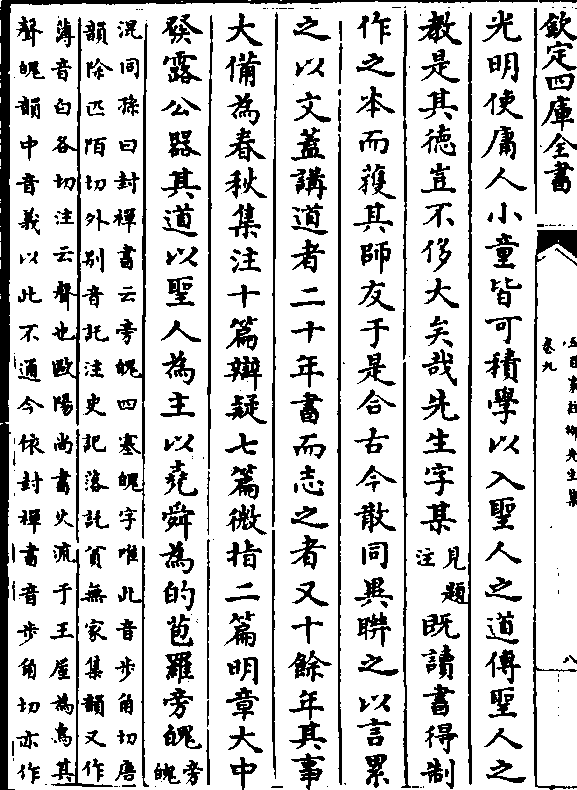 欽定四庫全書
五百家註柳先生集
卷九
八
光明使庸人小童皆可積學以入聖人之道傳聖人之
教是其德豈不侈大矣哉先生字某見題注既讀書得制
作之本而獲其師友于是合古今散同異聯之以言累
之以文蓋講道者二十年書而志之者又十餘年其事
大備為春秋集注十篇辯疑七篇微指二篇明章大中
發露公器其道以聖人為主以堯舜為的苞羅旁魄旁魄
混同孫曰封禪書云旁魄四塞魄字唯此音步角切唐
韻除匹陌切外别音託注史記落託貧無家集韻又作
薄音白各切注云聲也歐陽尚書火流于王屋為烏其
聲魄韻中音義以此不通今依封禪書音步角切亦作